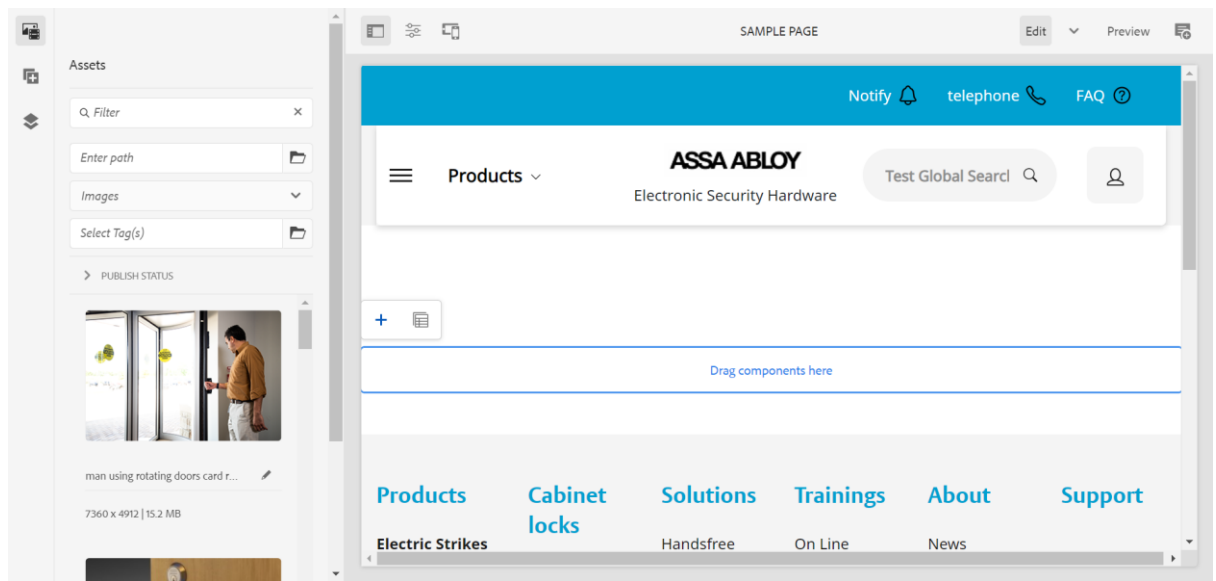 SAMPLE PAGE
Edit
Preview
Assets
Filter
Enter path
Images
Select Tag(s)
PUBLISH STATUS
man using rotating doors card r...
7360 x 4912 | 15.2 MB
Notify
telephone
FAQ
Products
ASSA ABLOY
Electronic Security Hardware
Test Global Searcl
Drag components here
Products
Cabinet
locks
Solutions
Trainings
About
Support
Electric Strikes
Handsfree
On Line
News